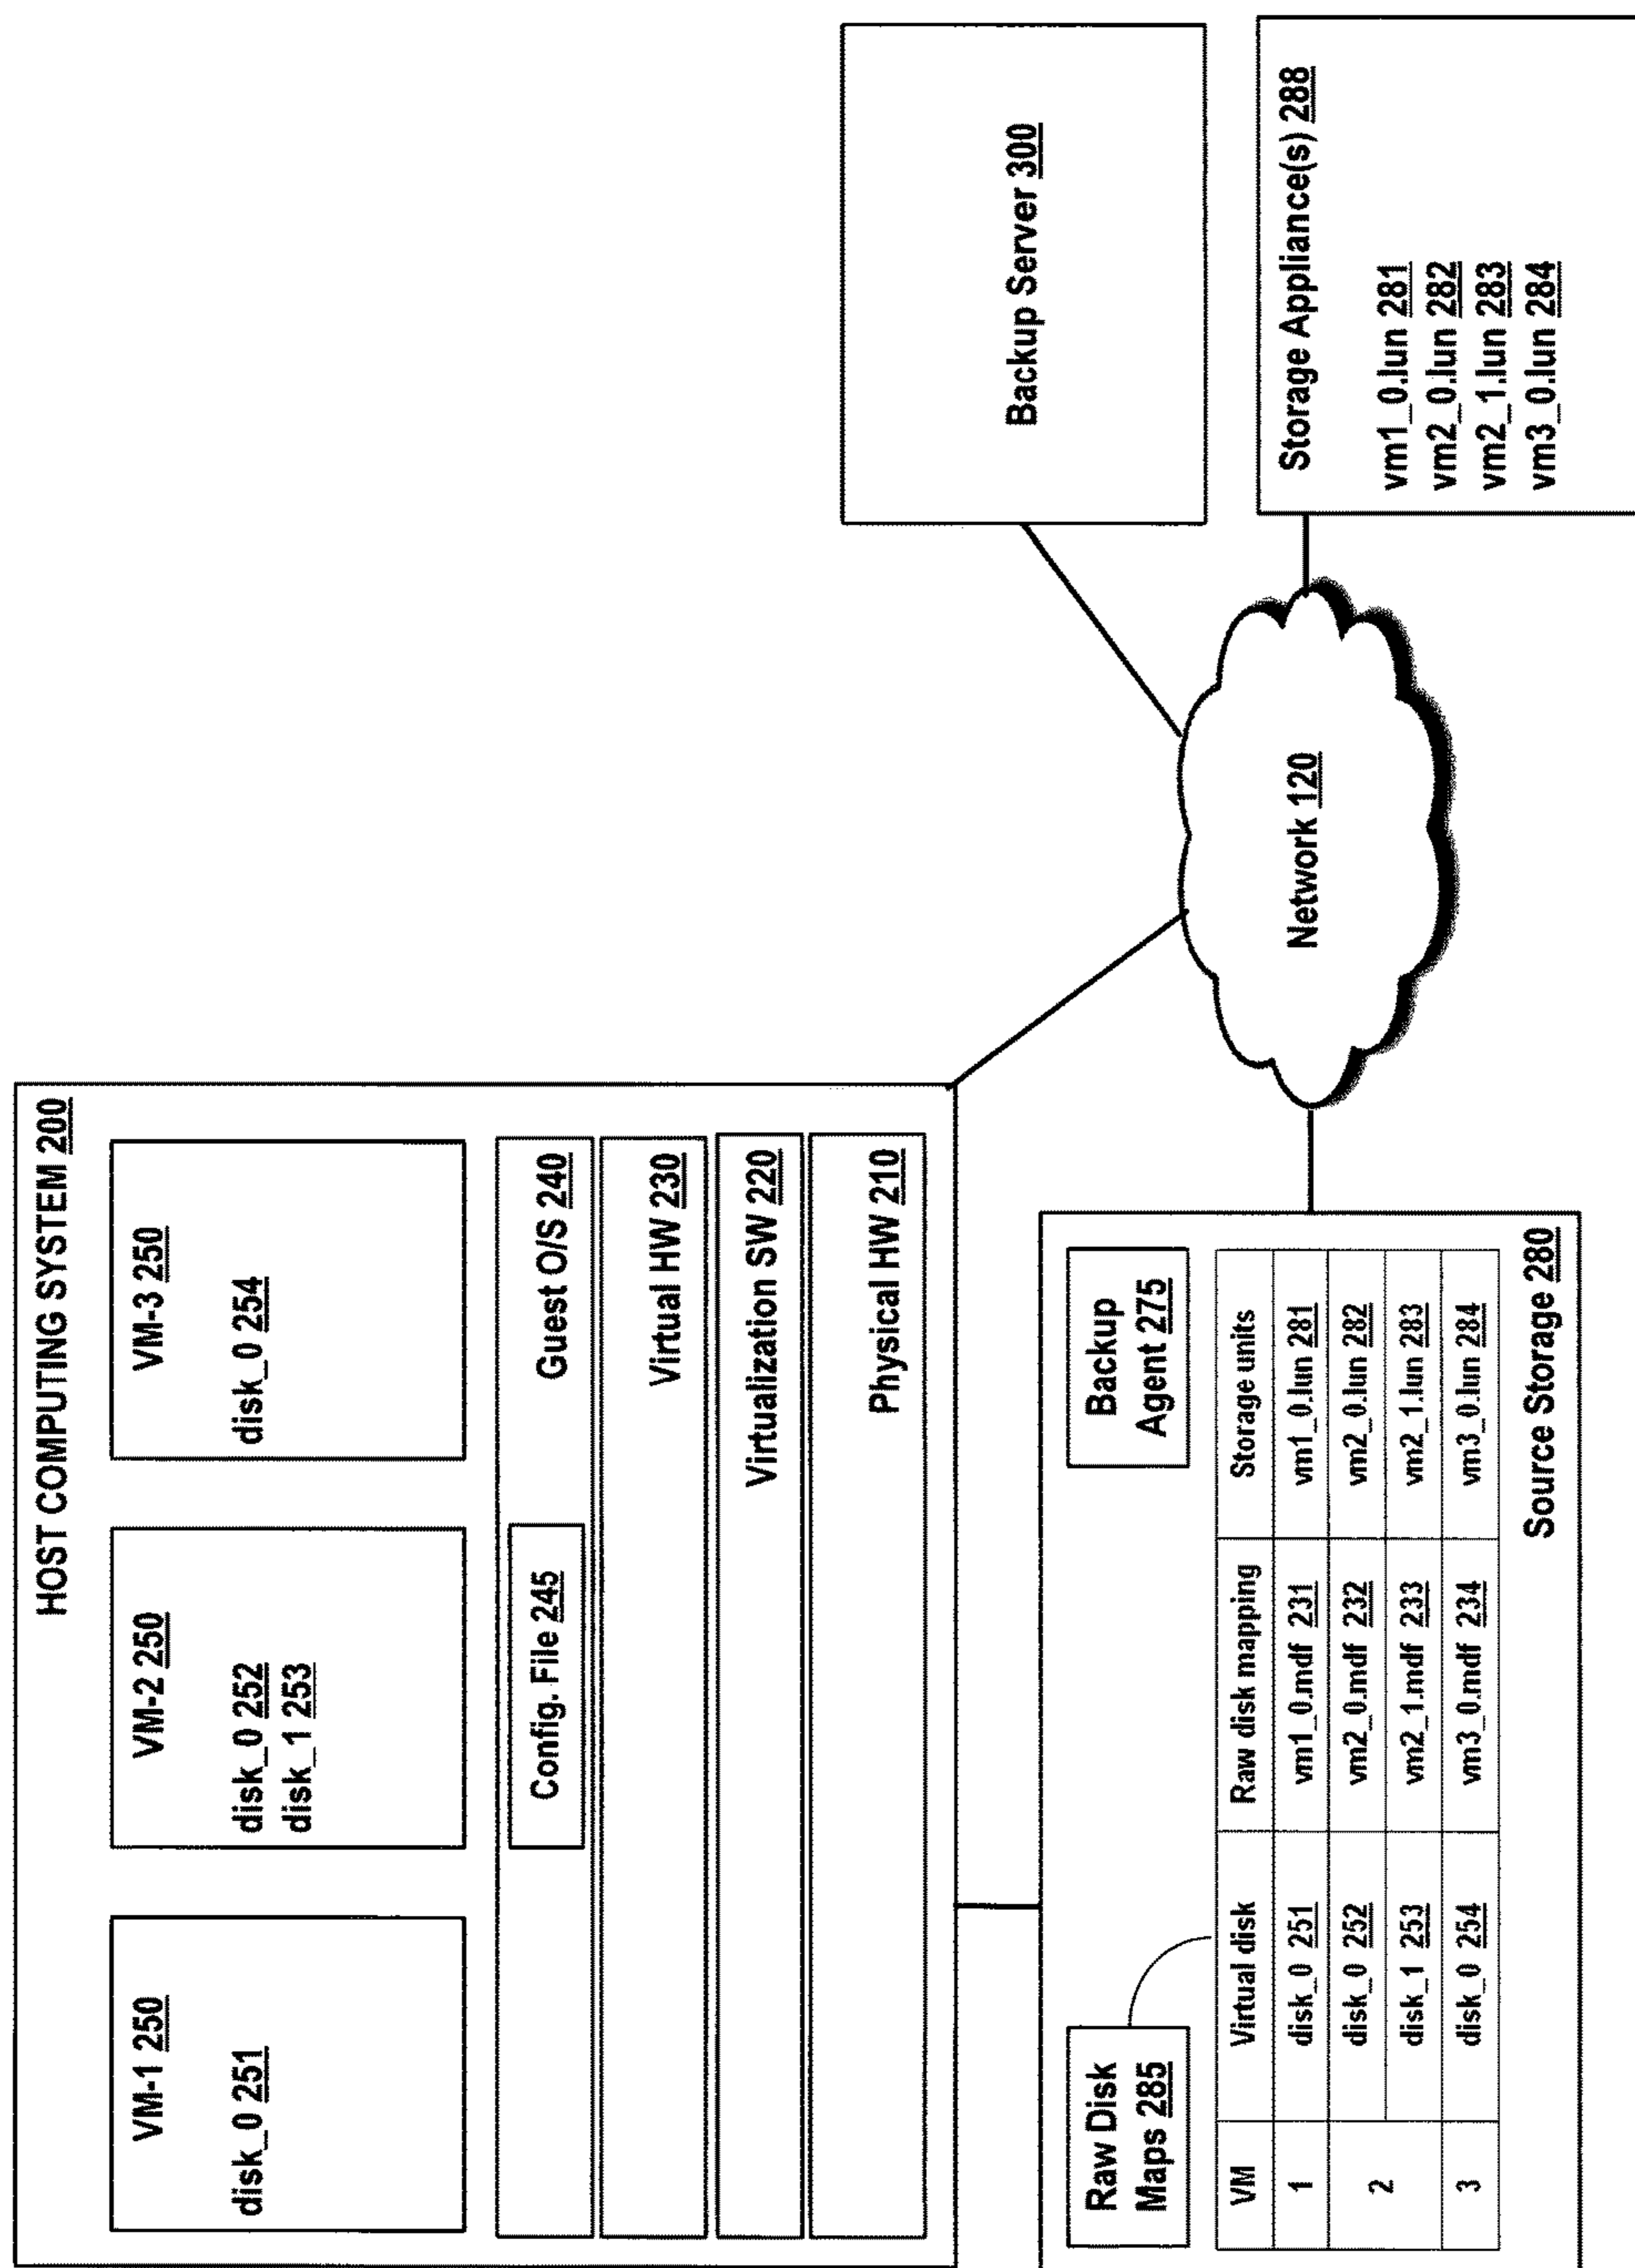 HOST COMPUTING SYSTEM 200
VM-1 250
disk_0 251
VM-2 250
disk_0 252
disk_1 253
VM-3 250
disk_0 254
Config. File 245
Guest O/S 240
Virtual HW 230
Virtualization SW 220
Physical HW 210
Raw Disk
Maps 285
Backup
Agent 275
VM Virtual disk Raw disk mapping Storage units
1 disk_0 251 vm1_0.mdf 231 vm1_0.lun 281
2 disk_0 252 vm2_0.mdf 232 vm2_0.lun 282
disk_1 253 vm2_1.mdf 233 vm2_1.lun 283
3 disk_0 254 vm3_0.mdf 234 vm3_0.lun 284
Source Storage 280
Network 120
Backup Server 300
Storage Appliance(s) 288
vm1_0.lun 281
vm2_0.lun 282
vm2_1.lun 283
vm3_0.lun 284